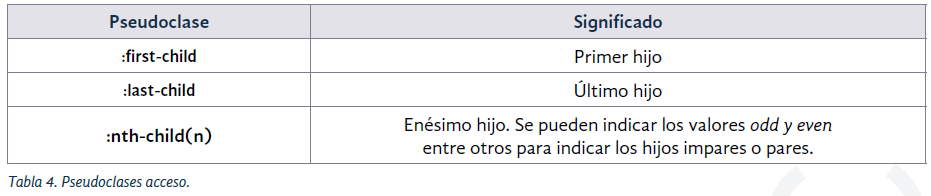 Pseudoclase Significado
:first-child Primer hijo
:last-child Último hijo
:nth-child(n) Enésimo hijo. Se pueden indicar los valores odd y even
entre otros para indicar los hijos impares o pares.
Tabla 4. Pseudoclases acceso.